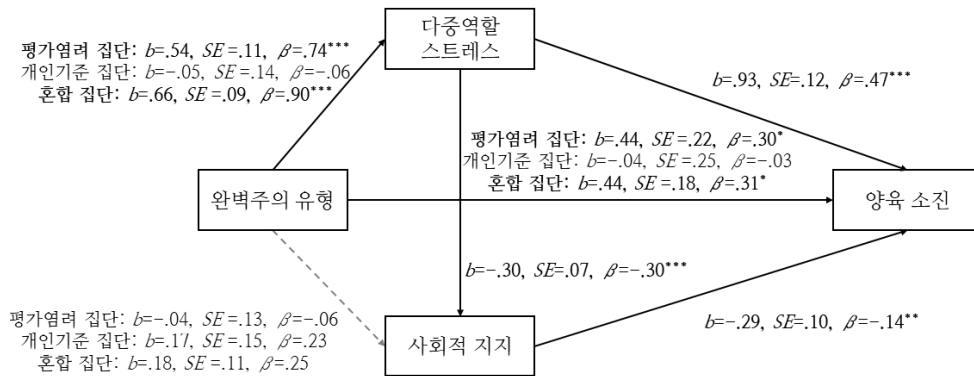 다중역할
스트레스
평가염려 집단: b=.54, SE=.11, β=.74***
개인기준 집단: b=-.05, SE=.14, β=-.06
혼합 집단: b=.66, SE=.09, β=.90***
b=.93, SE=.12, β=.47***
평가염려 집단: b=.44, SE=.22, β=.30*
개인기준 집단: b=-.04, SE=.25, β=-.03
혼합 집단: b=.44, SE=.18, β=.31*
완벽주의 유형
양육 소진
b=-.30, SE=.07, β=-.30***
평가염려 집단: b=-.04, SE=.13, β=-.06
개인기준 집단: b=.17, SE=.15, β=.23
혼합 집단: b=.18, SE=.11, β=.25
사회적 지지
b=-.29, SE=.10, β=-.14**